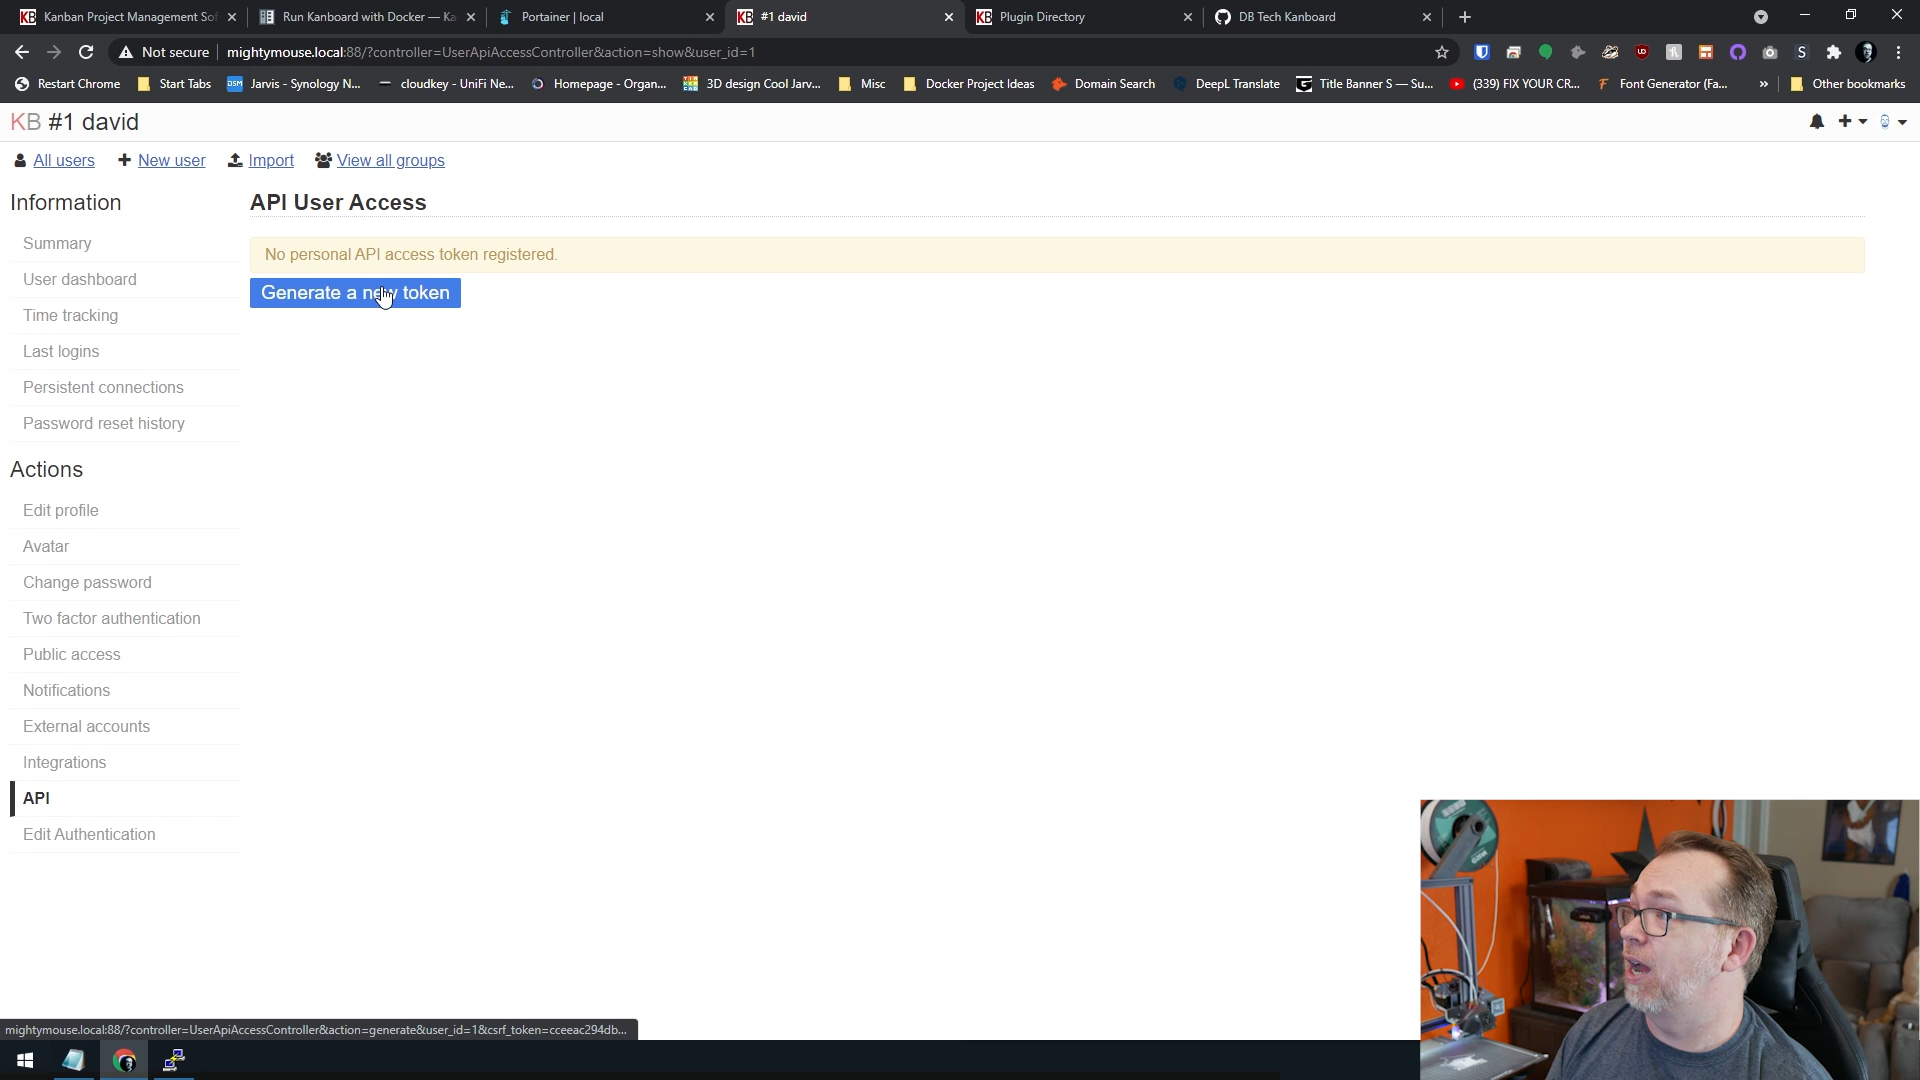 KB Kanban Project Management Sof
Run Kanboard with Docker — Ka
Portainer | local
KB #1 david
KB Plugin Directory
DB Tech Kanboard
Not secure | mightymouse.local:88/?controller=UserApiAccessController&action=show&user_id=1
Restart Chrome
Start Tabs
DSM Jarvis - Synology N...
cloudkey - UniFi Ne...
Homepage - Organ...
3D design Cool Jarv...
Misc
Docker Project Ideas
Domain Search
DeepL Translate
Title Banner S — Su...
(339) FIX YOUR CR...
Font Generator (Fa...
»
Other bookmarks
KB #1 david
All users
New user
Import
View all groups
Information
Summary
User dashboard
Time tracking
Last logins
Persistent connections
Password reset history
Actions
Edit profile
Avatar
Change password
Two factor authentication
Public access
Notifications
External accounts
Integrations
API
Edit Authentication
API User Access
No personal API access token registered.
Generate a new token
mightymouse.local:88/?controller=UserApiAccessController&action=generate&user_id=1&csrf_token=cceeac294db...